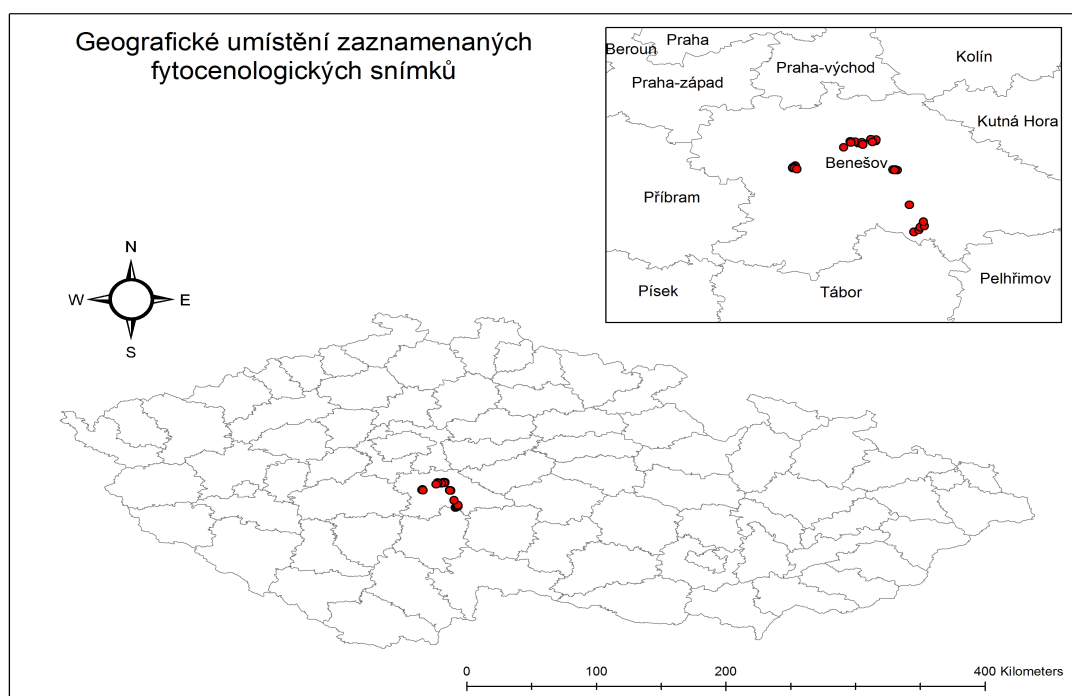 Geografické umístění zaznamenaných
fytocenologických snímků
Beroun
Praha
Praha-západ
Praha-východ
Kolín
Kutná Hora
Benešov
Příbram
Písek
Tábor
Pelhřimov
N
W
E
S
0
100
200
400 Kilometers